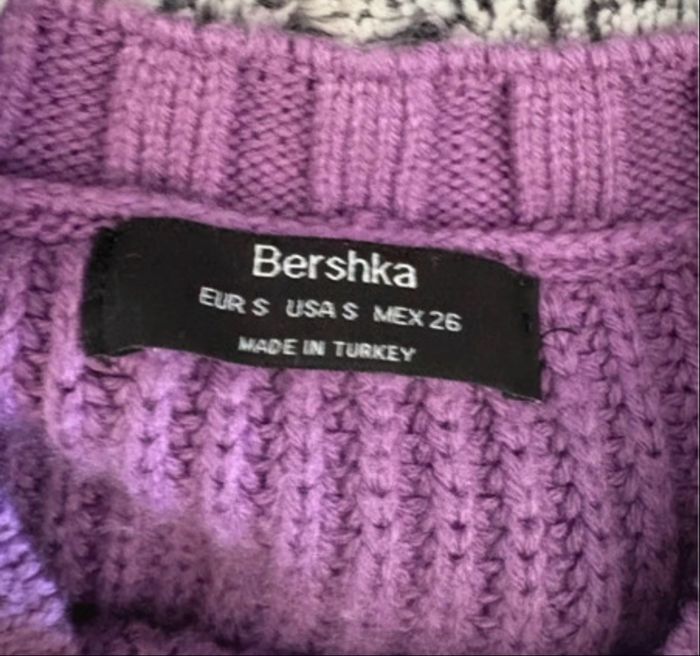 Bershka
EUR S USA S MEX 26
MADE IN TURKEY